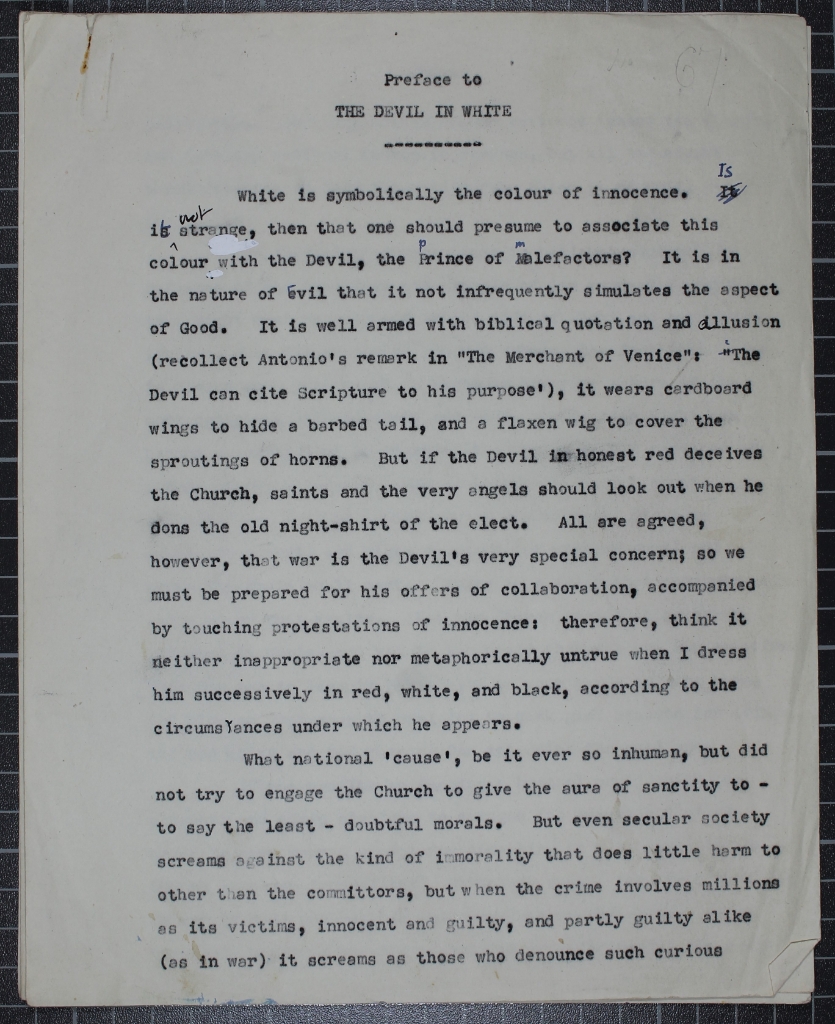 Preface to
THE DEVIL IN WHITE
----------
White is symbolically the colour of innocence. Is
it not strange, then that one should presume to associate this
colour with the Devil, the prince of malefactors? It is in
the nature of Evil that it not infrequently simulates the aspect
of Good. It is well armed with biblical quotation and allusion
(recollect Antonio's remark in "The Merchant of Venice": 'The
Devil can cite Scripture to his purpose'), it wears cardboard
wings to hide a barbed tail, and a flaxen wig to cover the
sproutings of horns. But if the Devil in honest red deceives
the Church, saints and the very angels should look out when he
dons the old night-shirt of the elect. All are agreed,
however, that war is the Devil's very special concern; so we
must be prepared for his offers of collaboration, accompanied
by touching protestations of innocence: therefore, think it
neither inappropriate nor metaphorically untrue when I dress
him successively in red, white, and black, according to the
circumstances under which he appears.
What national 'cause', be it ever so inhuman, but did
not try to engage the Church to give the aura of sanctity to -
to say the least - doubtful morals. But even secular society
screams against the kind of immorality that does little harm to
other than the committors, but when the crime involves millions
as its victims, innocent and guilty, and partly guilty alike
(as in war) it screams as those who denounce such curious